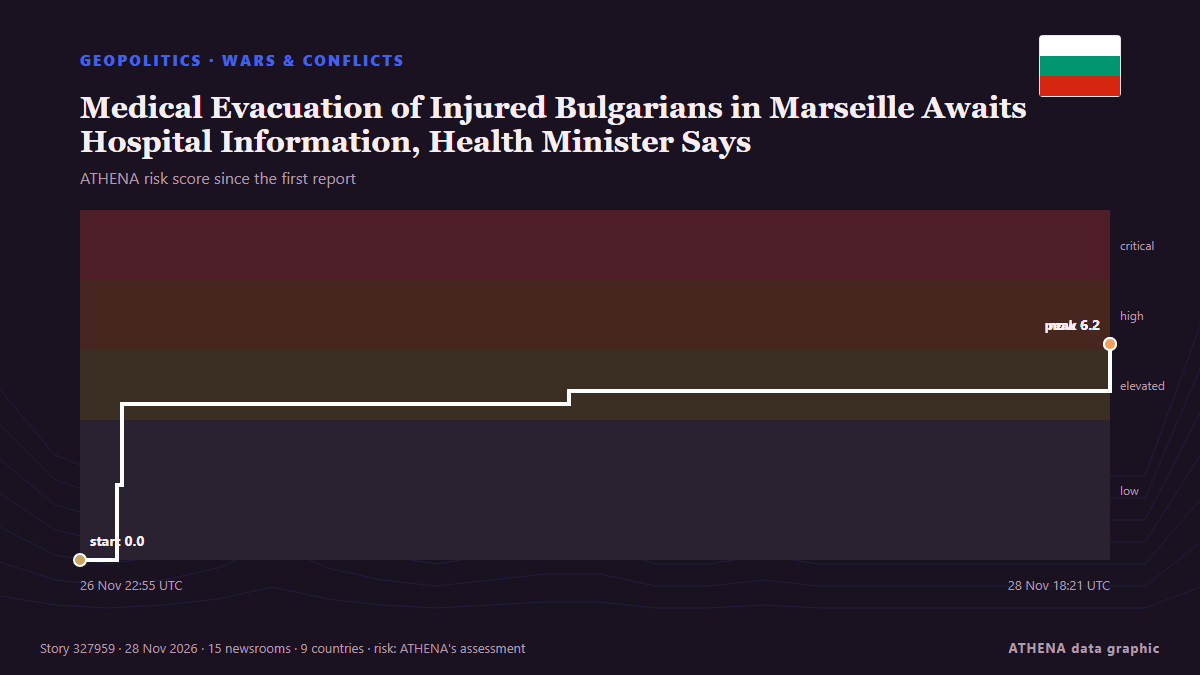 GEOPOLITICS · WARS & CONFLICTS
Medical Evacuation of Injured Bulgarians in Marseille Awaits
Hospital Information, Health Minister Says
ATHENA risk score since the first report
critical
peak 6.2
high
elevated
low
start 0.0
26 Nov 22:55 UTC
28 Nov 18:21 UTC
Story 327959 · 28 Nov 2026 · 15 newsrooms · 9 countries · risk: ATHENA's assessment
ATHENA data graphic